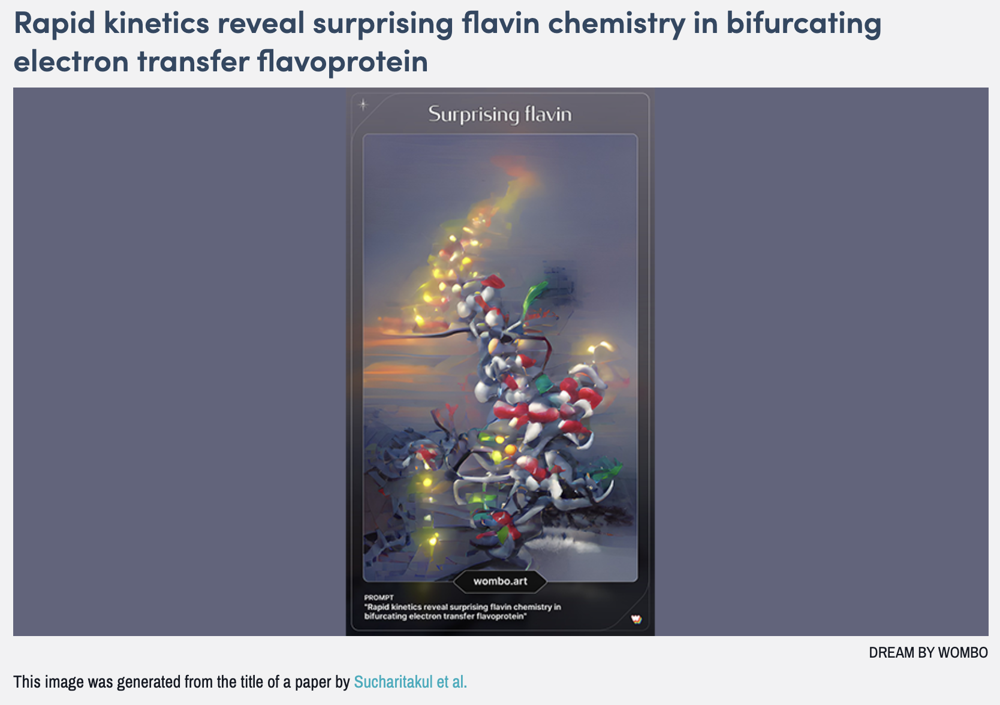 Rapid kinetics reveal surprising flavin chemistry in bifurcating
electron transfer flavoprotein
Surprising flavin
wombo.art
PROMPT
"Rapid kinetics reveal surprising flavin chemistry in
bifurcating electron transfer flavoprotein"
W
DREAM BY WOMBO
This image was generated from the title of a paper by Sucharitakul et al.